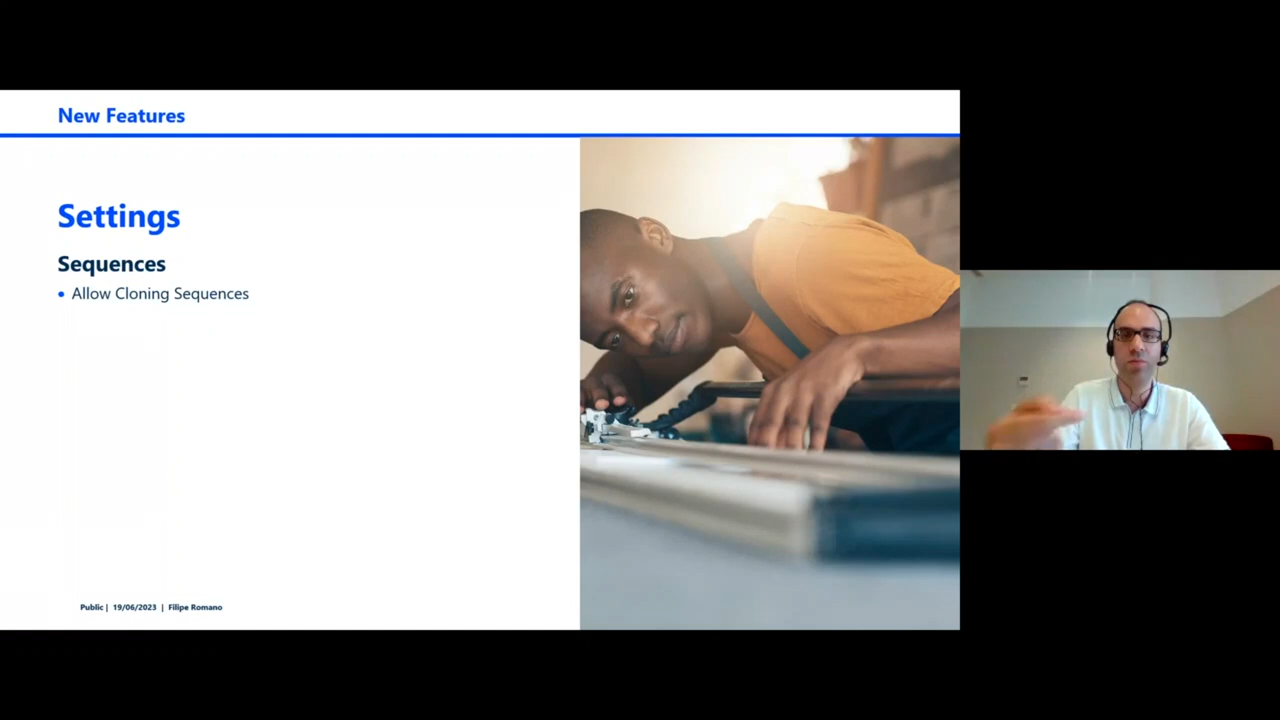 New Features
Settings
Sequences
• Allow Cloning Sequences
Public | 19/06/2023 | Filipe Romano